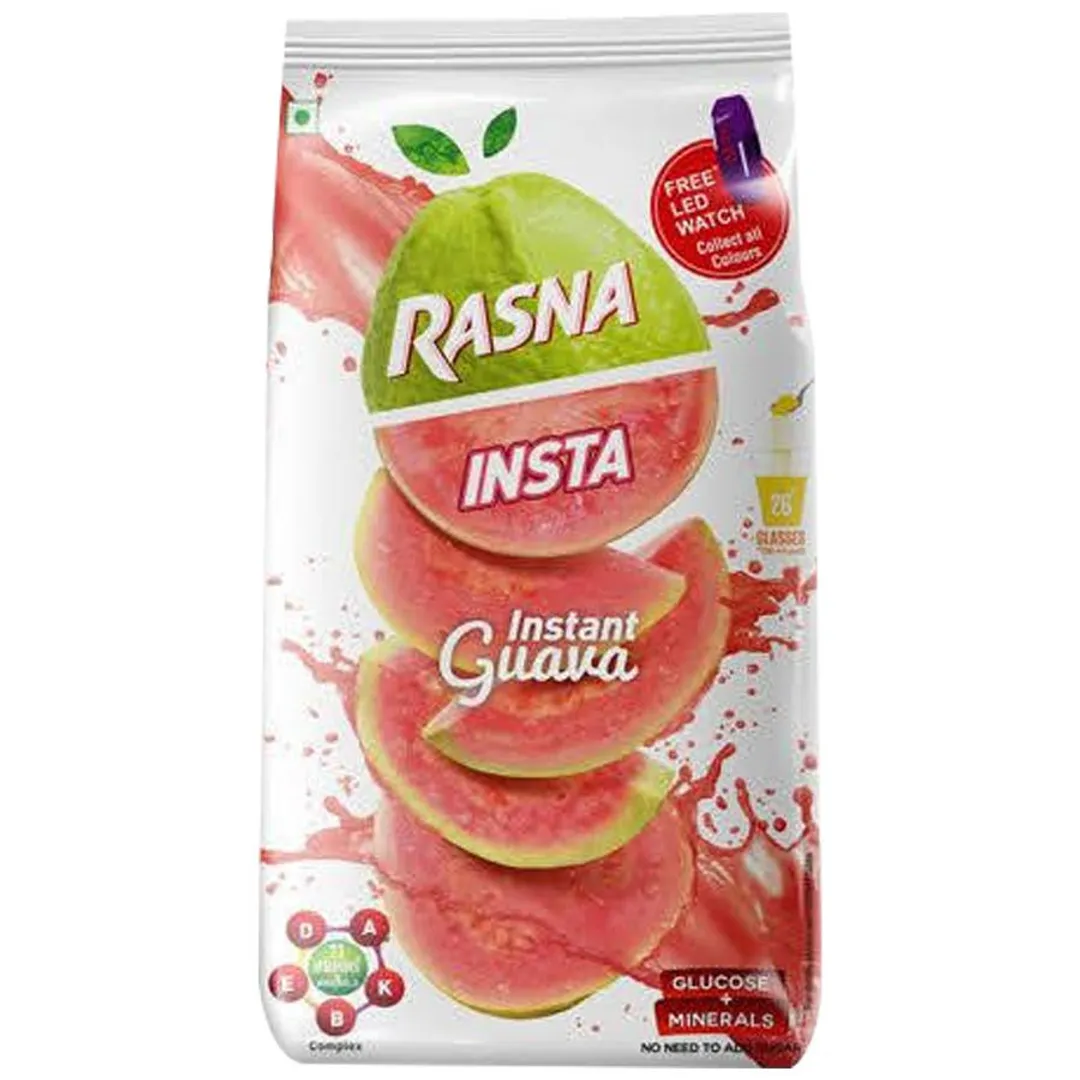 FREE
LED
WATCH
Collect all
Colours
RASNA
INSTA
26
GLASSES
Instant
Guava
D
A
E
K
B
Complex
GLUCOSE
+
MINERALS
NO NEED TO ADD SUGAR